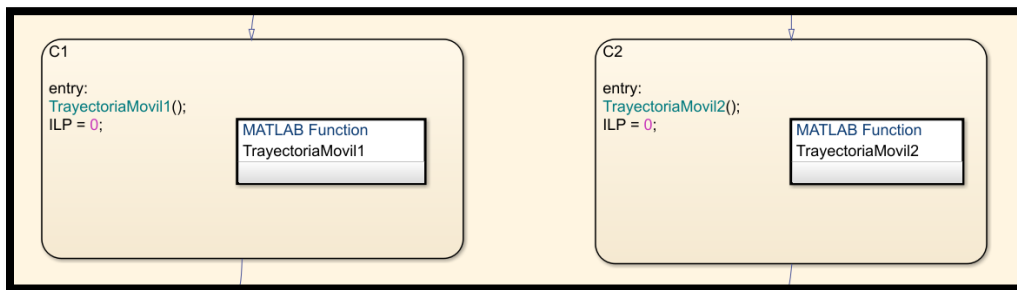 C1
entry:
TrayectoriaMovil1();
ILP = 0;
MATLAB Function
TrayectoriaMovil1
C2
entry:
TrayectoriaMovil2();
ILP = 0;
MATLAB Function
TrayectoriaMovil2